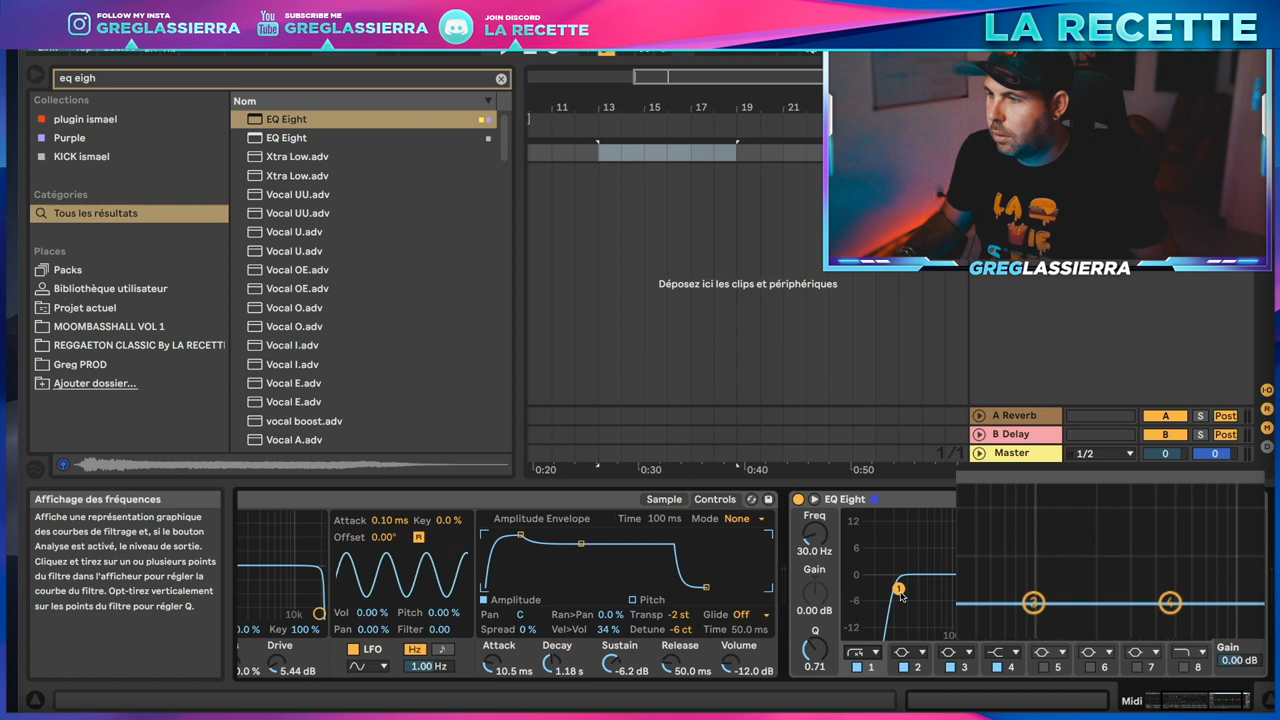 FOLLOW MY INSTA
GREGLASSIERRA
You
Tube
SUBSCRIBE ME
GREGLASSIERRA
JOIN DISCORD
LA RECETTE
LA RECETTE
eq eigh
Collections
plugin ismael
Purple
KICK ismael
Catégories
Tous les résultats
Places
Packs
Bibliothèque utilisateur
Projet actuel
MOOMBASSHALL VOL 1
REGGAETON CLASSIC By LA RECETT
Greg PROD
Ajouter dossier...
Nom
EQ Eight
EQ Eight
Xtra Low.adv
Xtra Low.adv
Vocal UU.adv
Vocal UU.adv
Vocal U.adv
Vocal U.adv
Vocal OE.adv
Vocal OE.adv
Vocal O.adv
Vocal O.adv
Vocal I.adv
Vocal I.adv
Vocal E.adv
Vocal E.adv
vocal boost.adv
Vocal A.adv
11 13 15 17 19 21
Déposez ici les clips et périphériques
1/1
0:20 0:30 0:40 0:50
GREGLASSIERRA
A Reverb A S Post
B Delay B S Post
Master 1/2 0 0
Affichage des fréquences
Affiche une représentation graphique
des courbes de filtrage et, si le bouton
Analyse est activé, le niveau de sortie.
Cliquez et tirez sur un ou plusieurs points
du filtre dans l'afficheur pour régler la
courbe du filtre. Opt-tirez verticalement
sur les points du filtre pour régler Q.
Sample Controls
Attack 0.10 ms Key 0.0 %
Offset 0.00° R
10k
Vol 0.00 % Pitch 0.00 %
0.0 % Key 100 % Pan 0.00 % Filter 0.00
Drive
5.44 dB
LFO Hz
1.00 Hz
Amplitude Envelope Time 100 ms Mode None
Amplitude Pitch
Pan C Ran>Pan 0.0 % Transp -2 st Glide Off
Spread 0 % Vel>Vol 34 % Detune -6 ct Time 50.0 ms
Attack Decay Sustain Release Volume
10.5 ms 1.18 s -6.2 dB 50.0 ms -12.0 dB
EQ Eight
Freq
30.0 Hz
Gain
0.00 dB
Q
0.71
12
6
0
-6
-12
1
3 4
10
1 2 3 4 5 6 7 8
Gain
0.00 dB
Midi